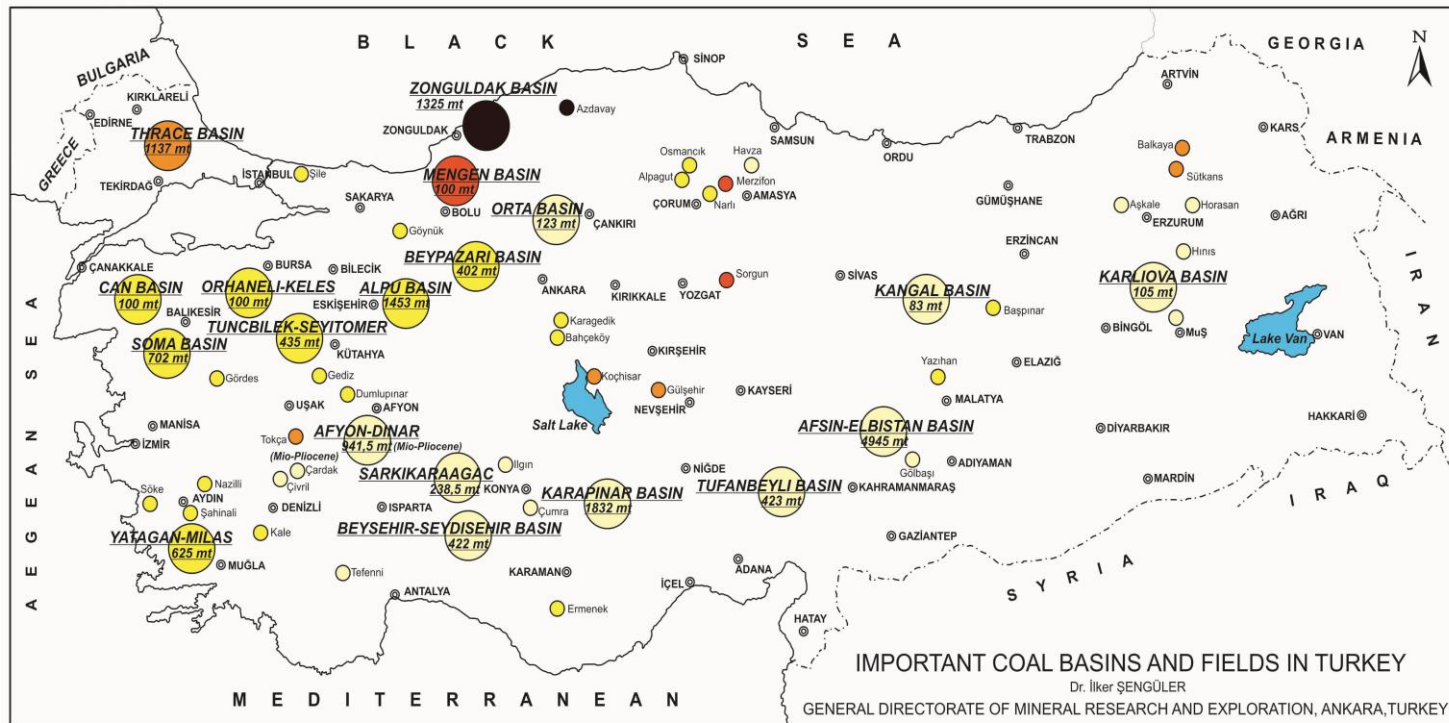 B L A C K S E A
GEORGIA
N
BULGARIA
SİNOP
ARTVİN
ZONGULDAK BASIN
1325 mt
Azdavay
KIRKLARELİ
EDİRNE
THRACE BASIN
1137 mt
ZONGULDAK
SAMSUN
TRABZON
KARS
ARMENIA
ORDU
GREECE
TEKİRDAĞ
İSTANBUL
Şile
MENGEN BASIN
100 mt
Osmancık
Havza
Balkaya
Alpagut
Merzifon
Sütkans
SAKARYA
BOLU
ORTA BASIN
123 mt
ÇANKIRI
ÇORUM
Narlı
AMASYA
GÜMÜŞHANE
Aşkale
Horasan
ERZURUM
AĞRI
Göynük
BEYPAZARI BASIN
402 mt
ERZİNCAN
Hınıs
ÇANAKKALE
BURSA
BİLECİK
ANKARA
KIRIKKALE
Sorgun
YOZGAT
SİVAS
KARLIOVA BASIN
105 mt
CAN BASIN
100 mt
ORHANELİ-KELES
100 mt
ALPU BASIN
1453 mt
ESKİŞEHİR
KANGAL BASIN
83 mt
Başpınar
BALIKESİR
TUNCBILEK-SEYITOMER
435 mt
Karagedik
Bahçeköy
BİNGÖL
MuŞ
Lake Van
VAN
I R A N
SOMA BASIN
702 mt
KÜTAHYA
KIRŞEHİR
ELAZIĞ
Gördes
Gediz
Koçhisar
Gülşehir
KAYSERİ
Yazıhan
Dumlupınar
UŞAK
AFYON
NEVŞEHİR
MALATYA
HAKKARİ
MANİSA
İZMİR
Salt Lake
AFSIN-ELBISTAN BASIN
4945 mt
DİYARBAKIR
Tokça
AFYON-DINAR
941,5 mt (Mio-Pliocene)
(Mio-Pliocene)
Çardak
Çivril
SARKIKARAAGAC
238,5 mt
Ilgın
NİĞDE
Gölbaşı
ADIYAMAN
MARDİN
I R A Q
Söke
Nazilli
AYDIN
Şahinali
DENİZLİ
ISPARTA
KONYA
Çumra
KARAPINAR BASIN
1832 mt
TUFANBEYLI BASIN
423 mt
KAHRAMANMARAŞ
YATAGAN-MILAS
625 mt
Kale
BEYSEHIR-SEYDISEHIR BASIN
422 mt
GAZİANTEP
MUĞLA
Tefenni
KARAMAN
İÇEL
ADANA
S Y R I A
ANTALYA
Ermenek
HATAY
A E G E A N S E A
M E D I T E R R A N E A N
IMPORTANT COAL BASINS AND FIELDS IN TURKEY
Dr. İlker ŞENGÜLER
GENERAL DIRECTORATE OF MINERAL RESEARCH AND EXPLORATION, ANKARA,TURKEY